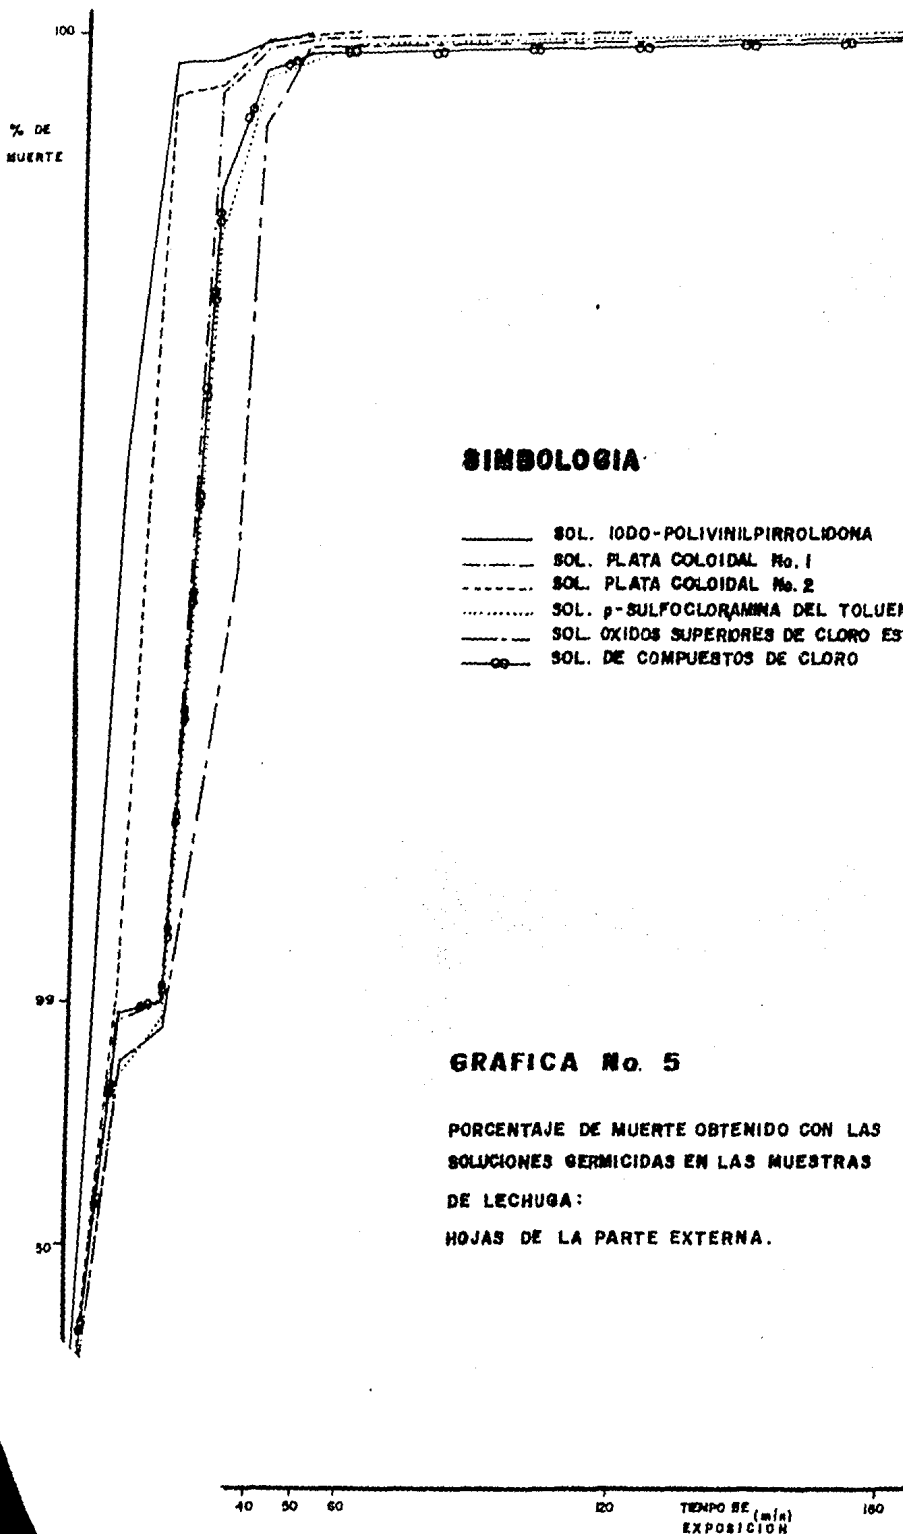 100
% DE
MUERTE
SIMBOLOGIA
SOL. IODO-POLIVINILPIRROLIDONA
SOL. PLATA COLOIDAL No. 1
SOL. PLATA COLOIDAL No. 2
SOL. p-SULFOCLORAMINA DEL TOLUEN
SOL. OXIDOS SUPERIORES DE CLORO ES
SOL. DE COMPUESTOS DE CLORO
99
GRAFICA No. 5
PORCENTAJE DE MUERTE OBTENIDO CON LAS
SOLUCIONES GERMICIDAS EN LAS MUESTRAS
DE LECHUGA:
HOJAS DE LA PARTE EXTERNA.
50
40 50 60 120 180
TIEMPO DE (min)
EXPOSICION